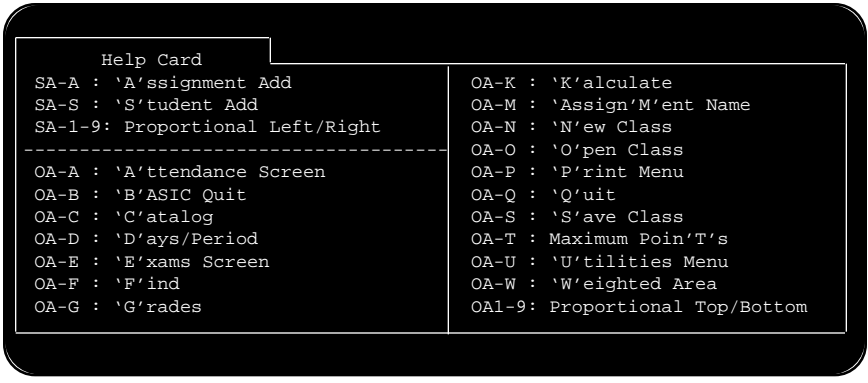 Help Card
SA-A : ‘A’ssignment Add
SA-S : ‘S’tudent Add
SA-1-9: Proportional Left/Right
---------------------------------------
OA-A : ‘A’ttendance Screen
OA-B : ‘B’ASIC Quit
OA-C : ‘C’atalog
OA-D : ‘D’ays/Period
OA-E : ‘E’xams Screen
OA-F : ‘F’ind
OA-G : ‘G’rades
OA-K : ‘K’alculate
OA-M : ‘Assign’M’ent Name
OA-N : ‘N’ew Class
OA-O : ‘O’pen Class
OA-P : ‘P’rint Menu
OA-Q : ‘Q’uit
OA-S : ‘S’ave Class
OA-T : Maximum Poin’T’s
OA-U : ‘U’tilities Menu
OA-W : ‘W’eighted Area
OA1-9: Proportional Top/Bottom